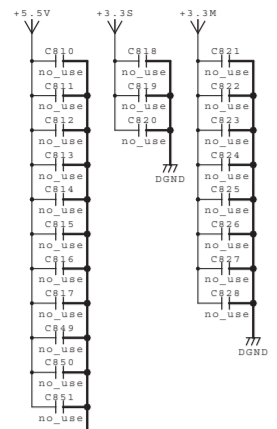 +5.5V
+3.3S
+3.3M
C810
no_use
C811
no_use
C812
no_use
C813
no_use
C814
no_use
C815
no_use
C816
no_use
C817
no_use
C849
no_use
C850
no_use
C851
no_use
C818
no_use
C819
no_use
C820
no_use
DGND
C821
no_use
C822
no_use
C823
no_use
C824
no_use
C825
no_use
C826
no_use
C827
no_use
C828
no_use
DGND